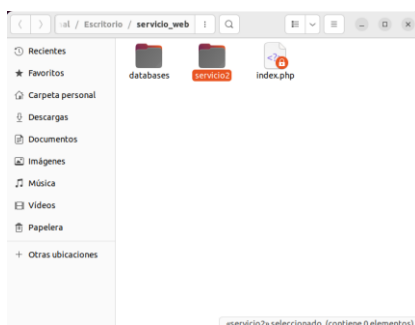 / Escritorio / servicio_web
Recientes
Favoritos
Carpeta personal
Descargas
Documentos
Imágenes
Música
Vídeos
Papelera
+ Otras ubicaciones
databases
servicio2
index.php
«servicio2» seleccionado (contiene 0 elementos)